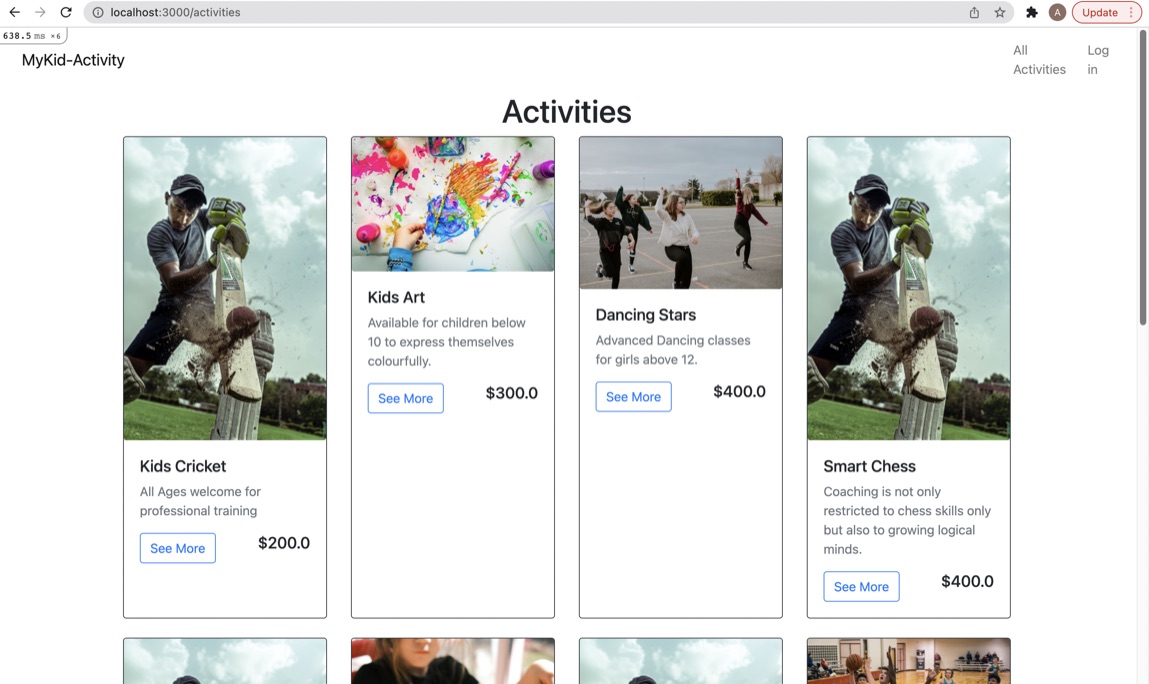 localhost:3000/activities
A
Update
638.5 ms ×6
MyKid-Activity
All
Activities
Log
in
Activities
Kids Cricket
All Ages welcome for
professional training
See More
$200.0
Kids Art
Available for children below
10 to express themselves
colourfully.
See More
$300.0
Dancing Stars
Advanced Dancing classes
for girls above 12.
See More
$400.0
Smart Chess
Coaching is not only
restricted to chess skills only
but also to growing logical
minds.
See More
$400.0